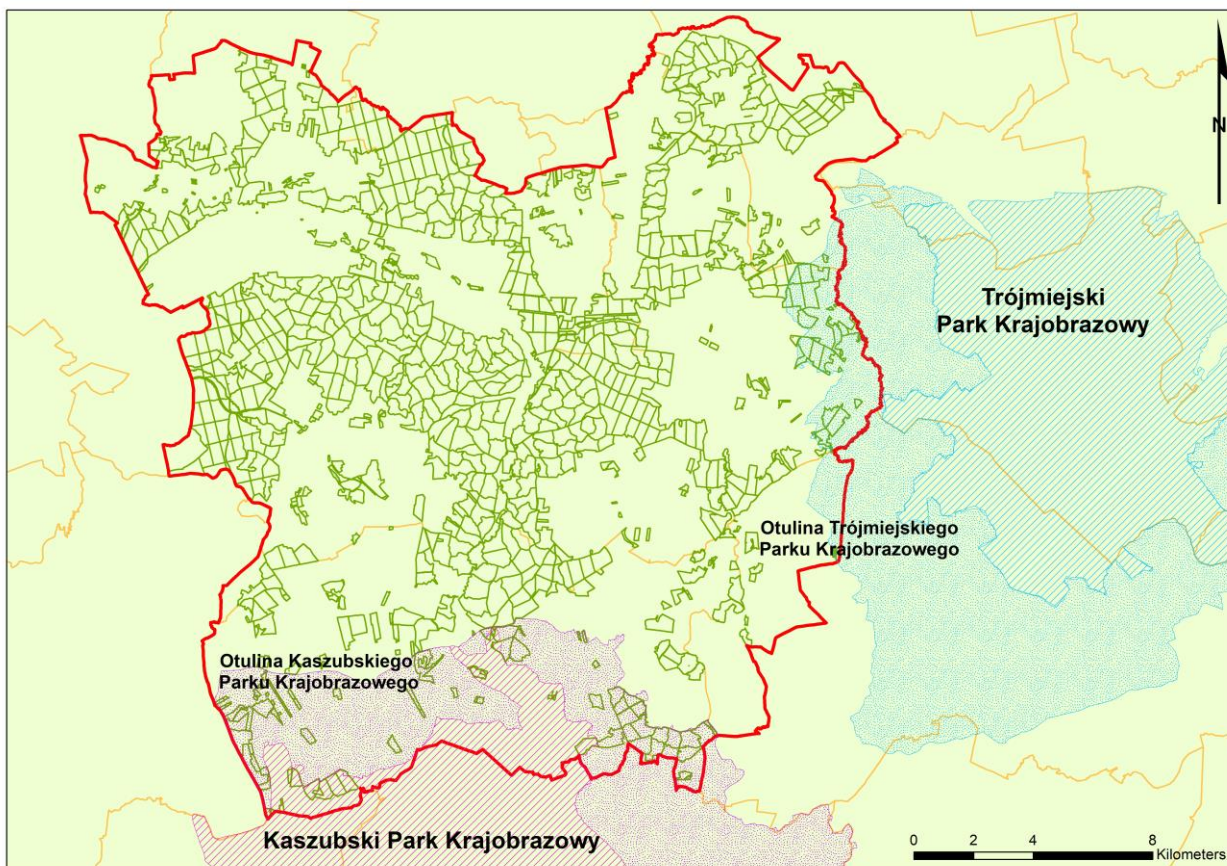 N
Trójmiejski
Park Krajobrazowy
Otulina Trójmiejskiego
Parku Krajobrazowego
Otulina Kaszubskiego
Parku Krajobrazowego
Kaszubski Park Krajobrazowy
0 2 4 8
Kilometers